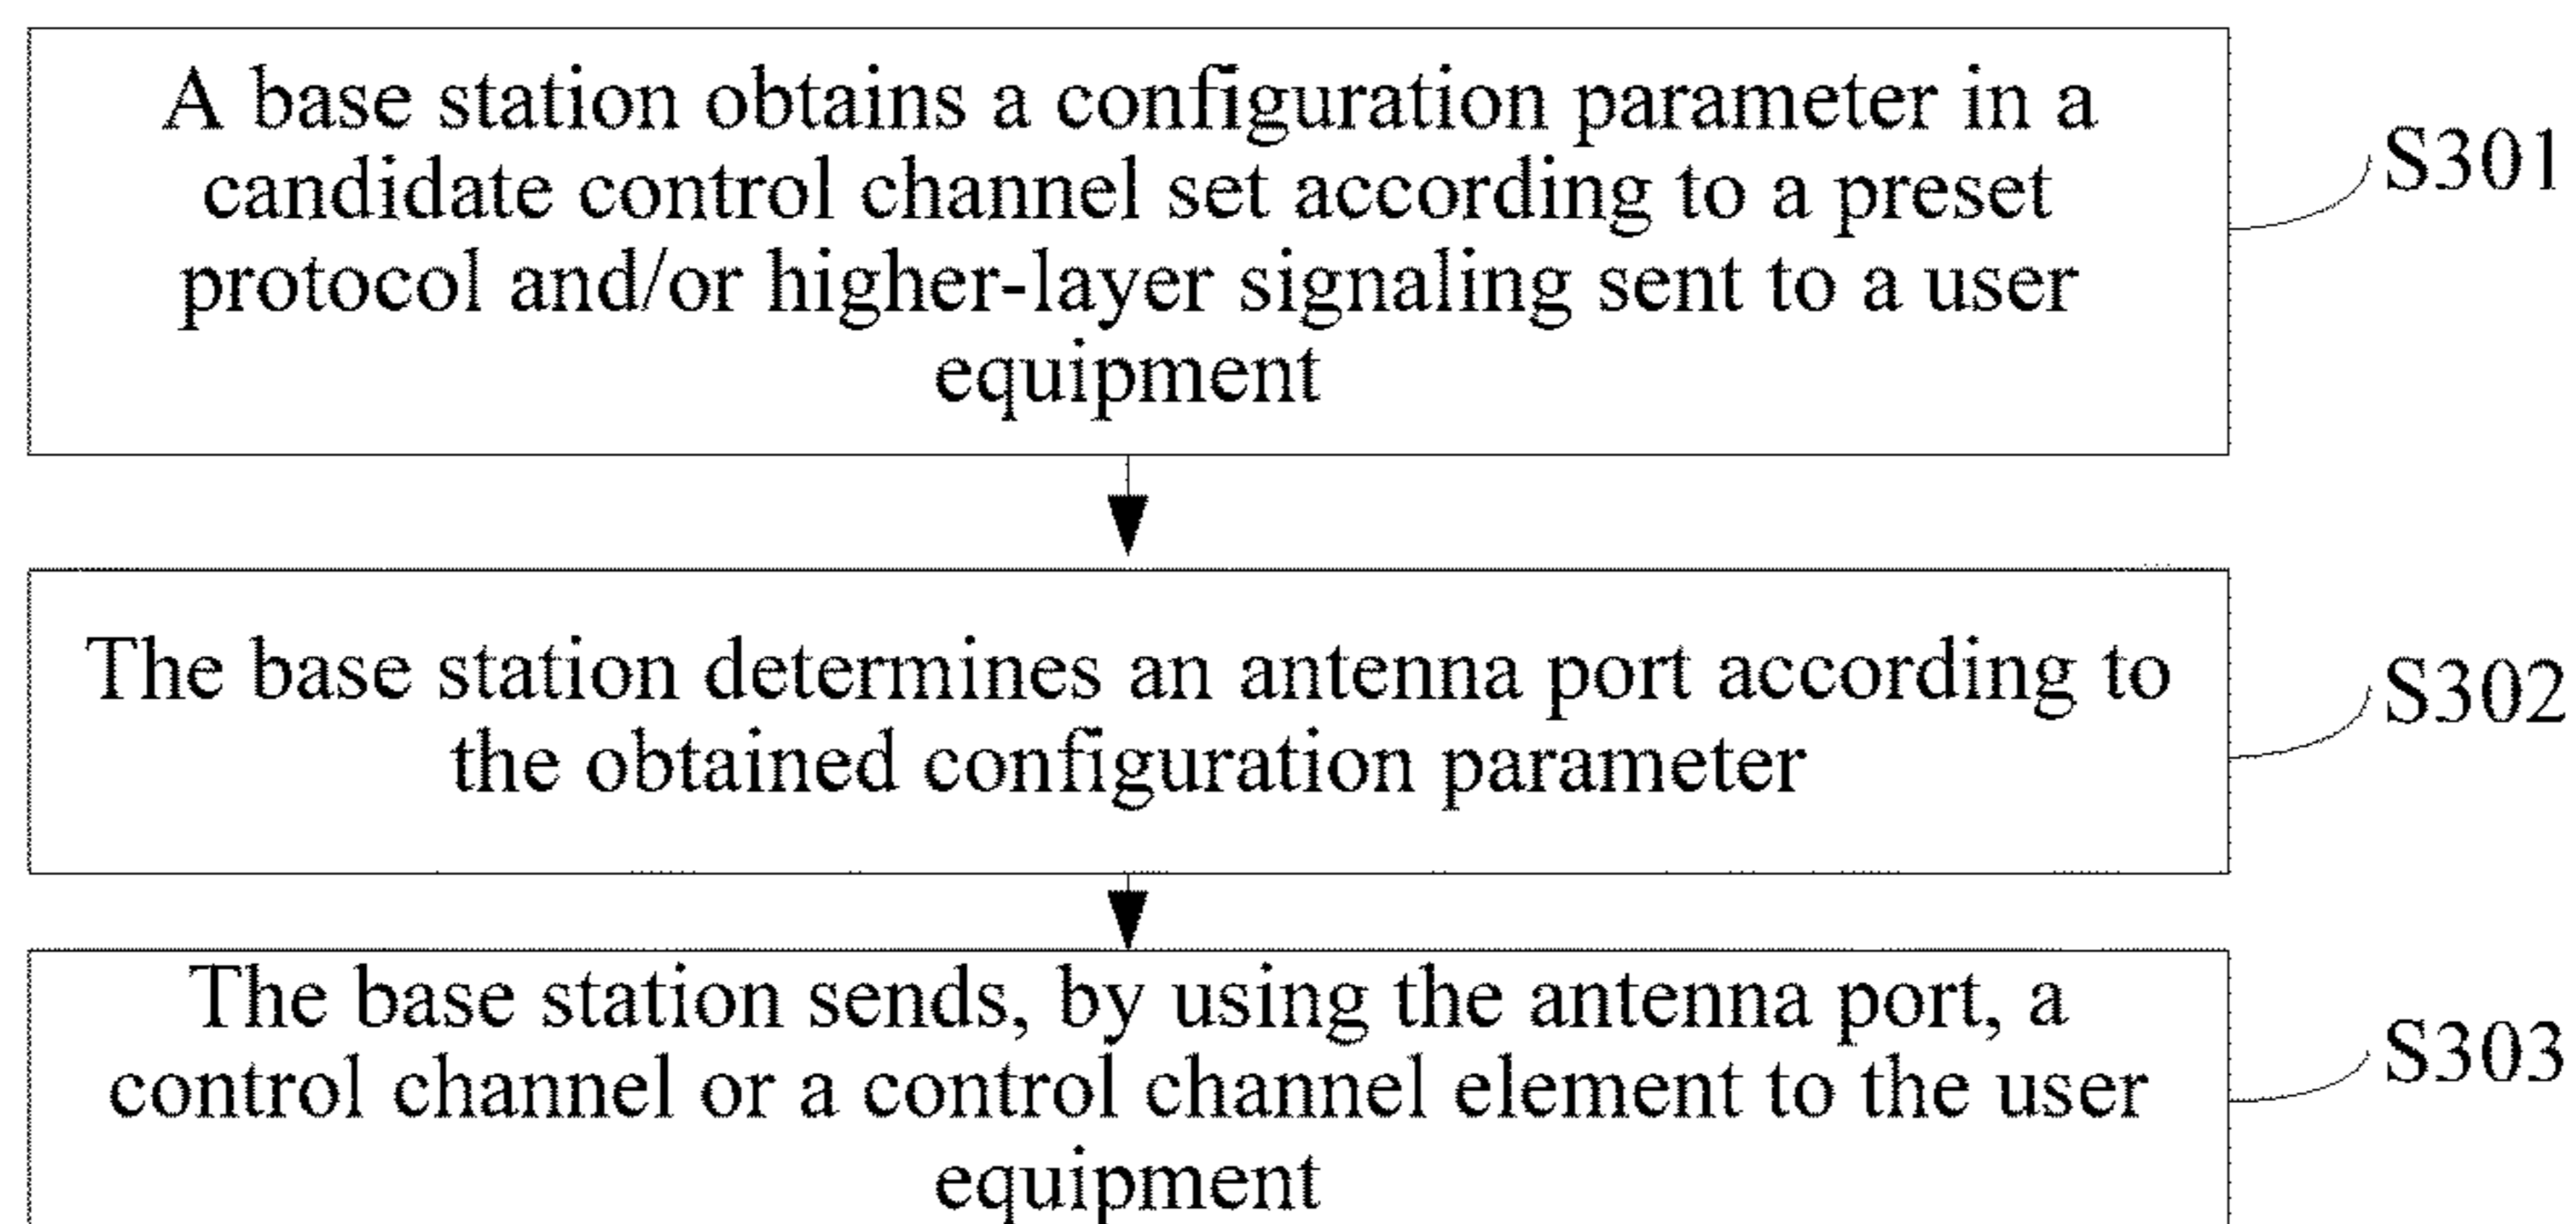 A base station obtains a configuration parameter in a
candidate control channel set according to a preset
protocol and/or higher-layer signaling sent to a user
equipment
S301
The base station determines an antenna port according to
the obtained configuration parameter
S302
The base station sends, by using the antenna port, a
control channel or a control channel element to the user
equipment
S303